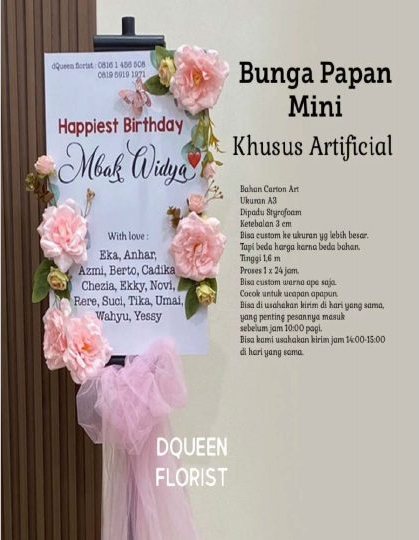 dQueen florist : 0816 1 456 508
0819 5919 1971
Happiest Birthday
Mbak Widya
With love :
Eka, Anhar,
Azmi, Berto, Cadika
Chezia, Ekky, Novi,
Rere, Suci, Tika, Umai,
Wahyu, Yessy
DQUEEN
FLORIST
Bunga Papan
Mini
Khusus Artificial
Bahan Carton Art
Ukuran A3
Dipadu Styrofoam
Ketebalan 3 cm
Bisa custom ke ukuran yg lebih besar.
Tapi beda harga karna beda bahan.
Tinggi 1,6 m
Proses 1 x 24 jam.
Bisa custom warna apa saja.
Cocok untuk ucapan apapun.
Bisa di usahakan kirim di hari yang sama,
yang penting pesannya masuk
sebelum jam 10:00 pagi.
Bisa kami usahakan kirim jam 14:00-15:00
di hari yang sama.